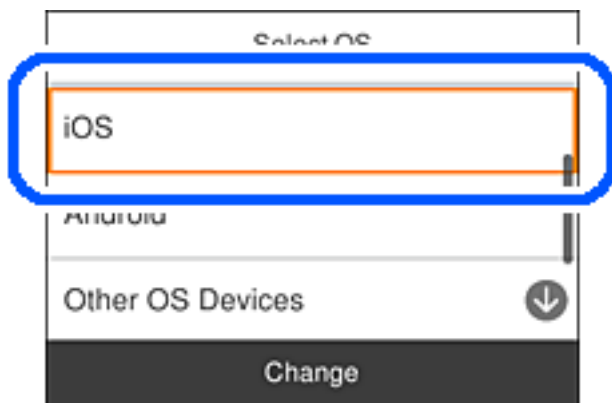 Select OS
iOS
Android
Other OS Devices
Change